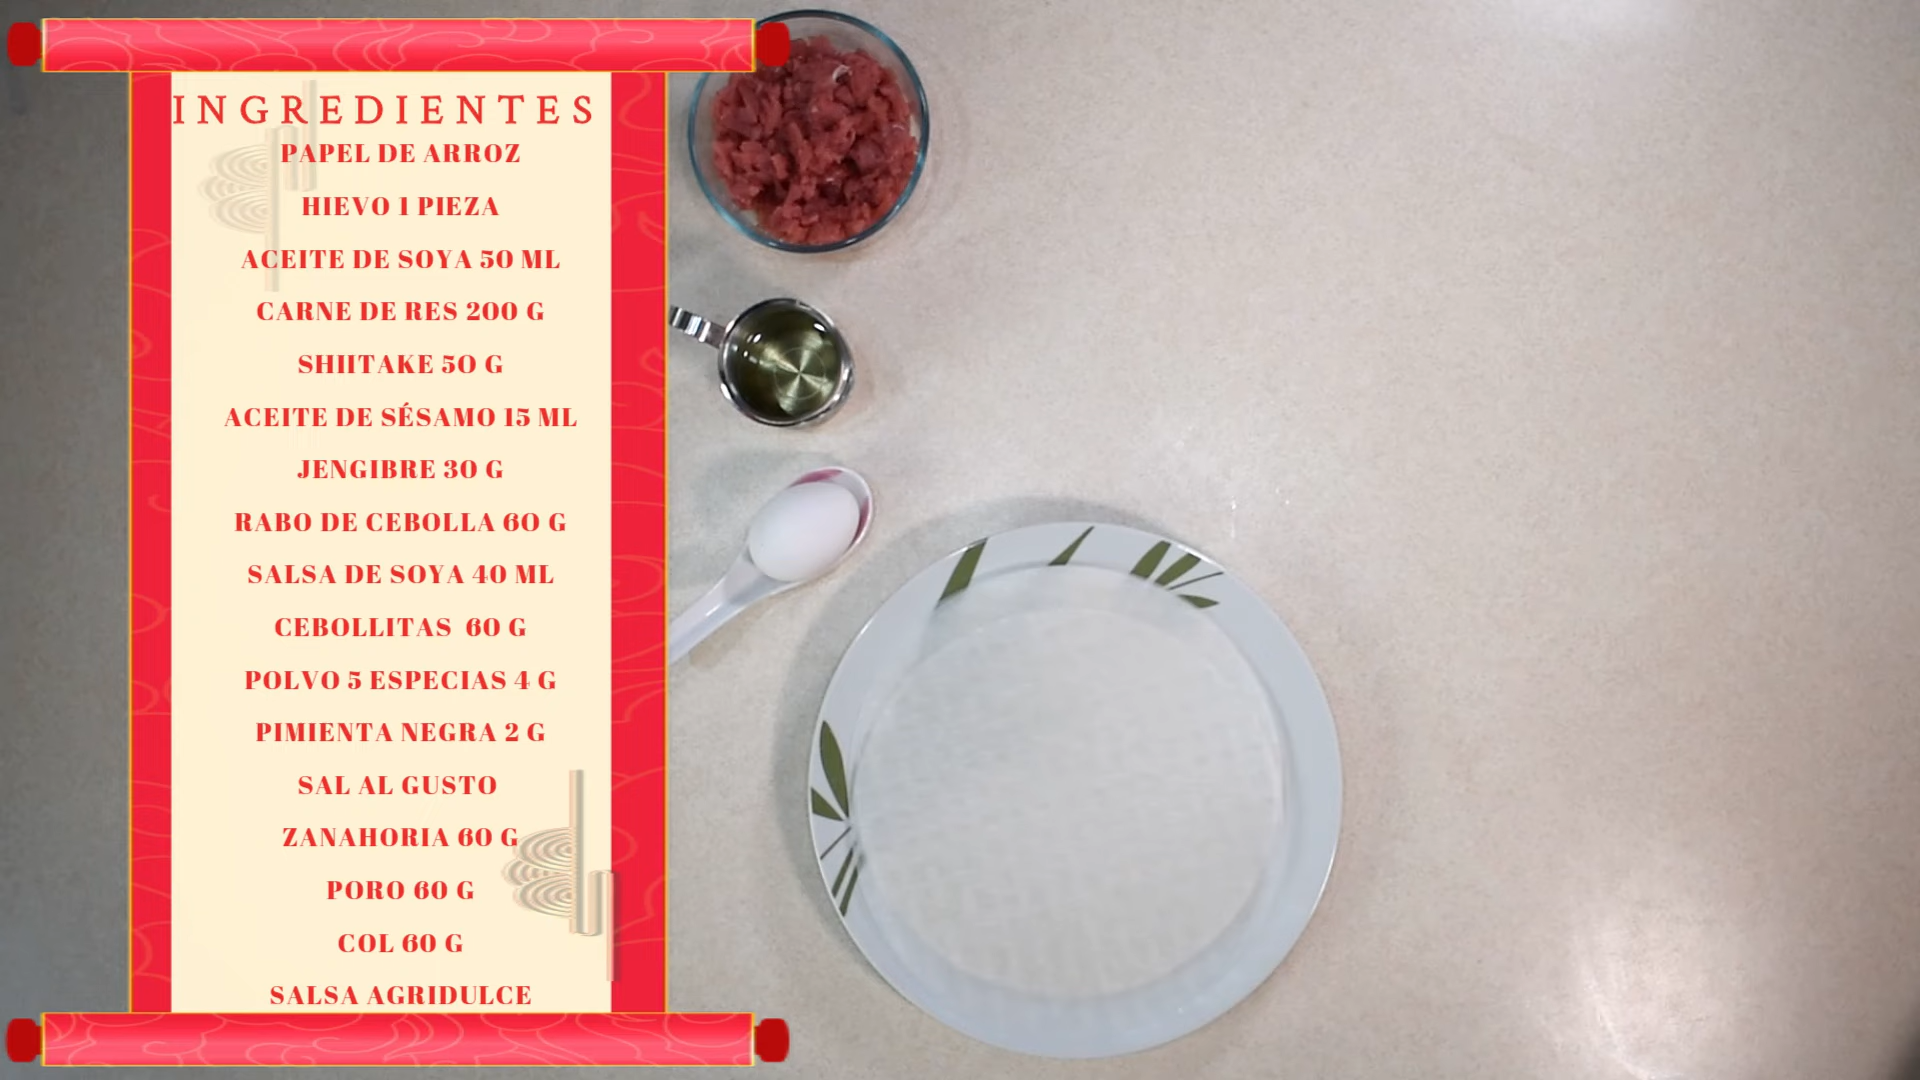 INGREDIENTES
PAPEL DE ARROZ
HIEVO 1 PIEZA
ACEITE DE SOYA 50 ML
CARNE DE RES 200 G
SHIITAKE 50 G
ACEITE DE SÉSAMO 15 ML
JENGIBRE 30 G
RABO DE CEBOLLA 60 G
SALSA DE SOYA 40 ML
CEBOLLITAS 60 G
POLVO 5 ESPECIAS 4 G
PIMIENTA NEGRA 2 G
SAL AL GUSTO
ZANAHORIA 60 G
PORO 60 G
COL 60 G
SALSA AGRIDULCE